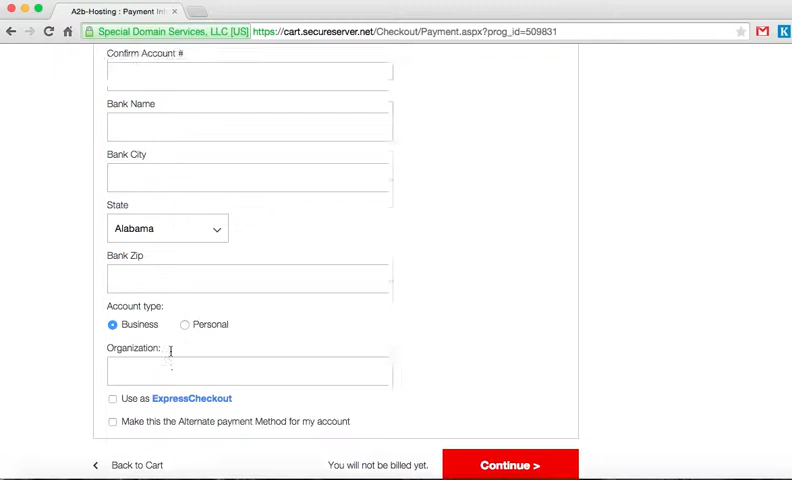 A2b-Hosting : Payment Inf
Special Domain Services, LLC [US] https://cart.secureserver.net/Checkout/Payment.aspx?prog_id=509831
Confirm Account #
Bank Name
Bank City
State
Alabama
Bank Zip
Account type:
Business Personal
Organization:
Use as ExpressCheckout
Make this the Alternate payment Method for my account
Back to Cart You will not be billed yet. Continue >